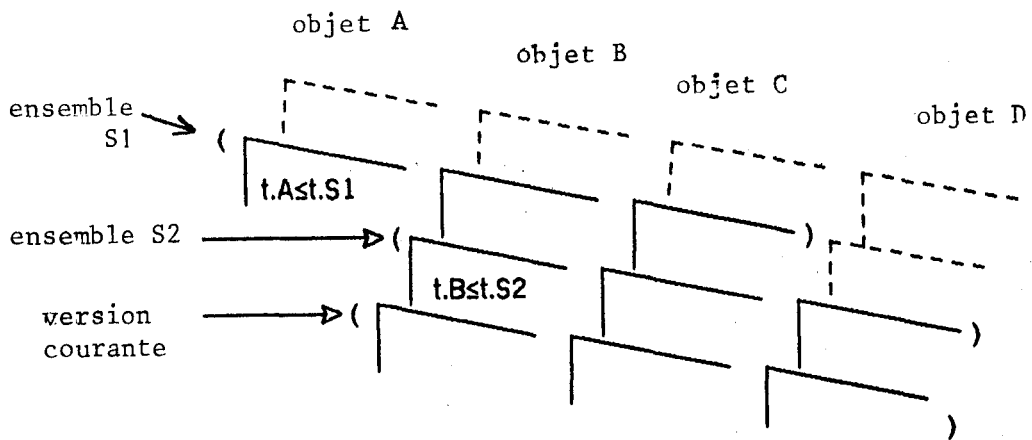 objet A
objet B
objet C
objet D
ensemble
S1
(
t.A≤t.S1
)
ensemble S2
(
t.B≤t.S2
)
version
courante
(
)